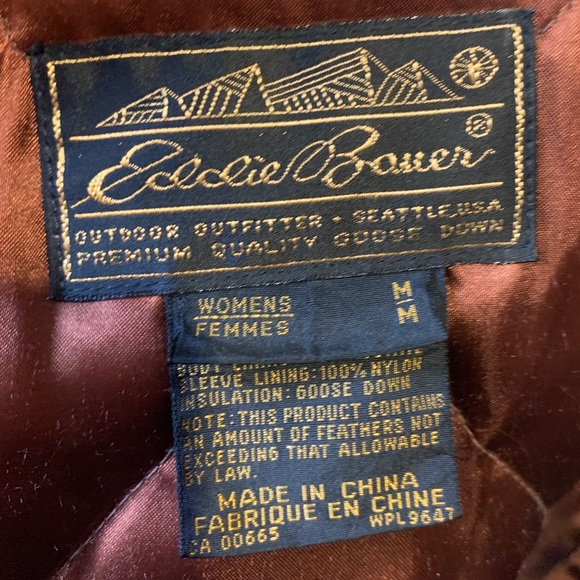 Eddie Bauer ®
OUTDOOR OUTFITTER • SEATTLE, USA
PREMIUM QUALITY GOOSE DOWN
WOMENS M
FEMMES M
SLEEVE LINING: 100% NYLON
INSULATION: GOOSE DOWN
NOTE: THIS PRODUCT CONTAINS
AN AMOUNT OF FEATHERS NOT
EXCEEDING THAT ALLOWABLE
BY LAW.
MADE IN CHINA
FABRIQUE EN CHINE
CA 00665 WPL9647